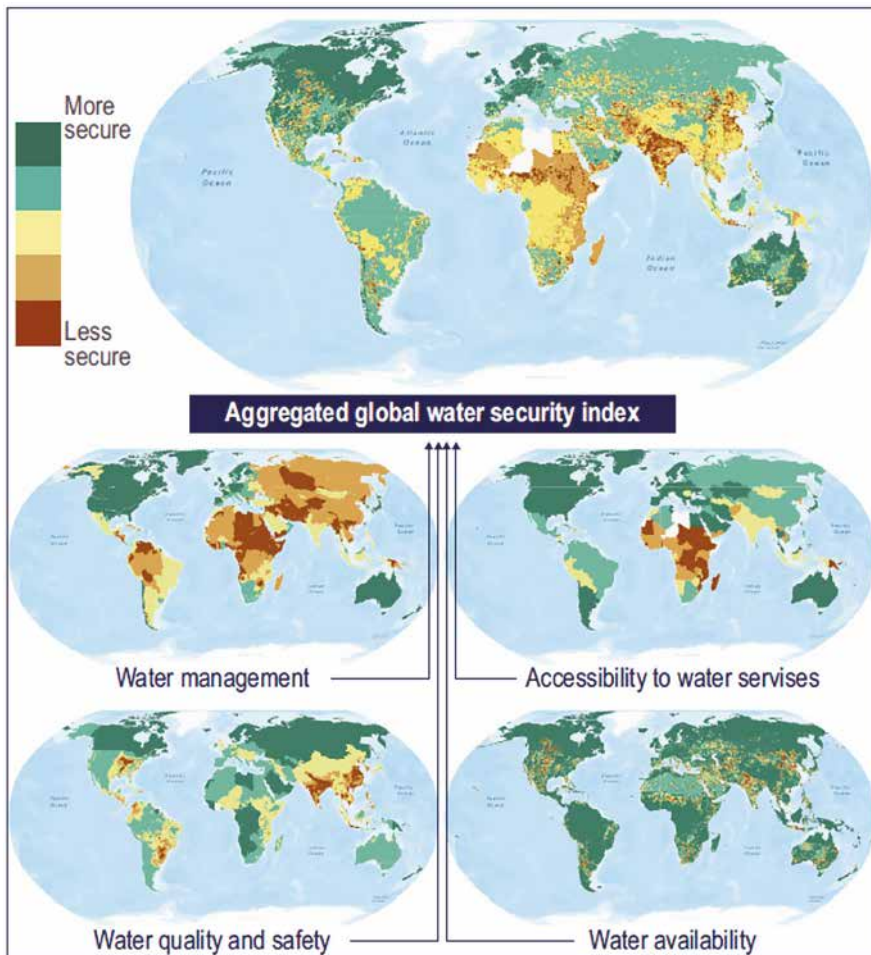 More
secure
Less
secure
Atlantic
Ocean
Pacific
Ocean
Pacific
Ocean
Indian
Ocean
Aggregated global water security index
Water management
Accessibility to water servises
Water quality and safety
Water availability